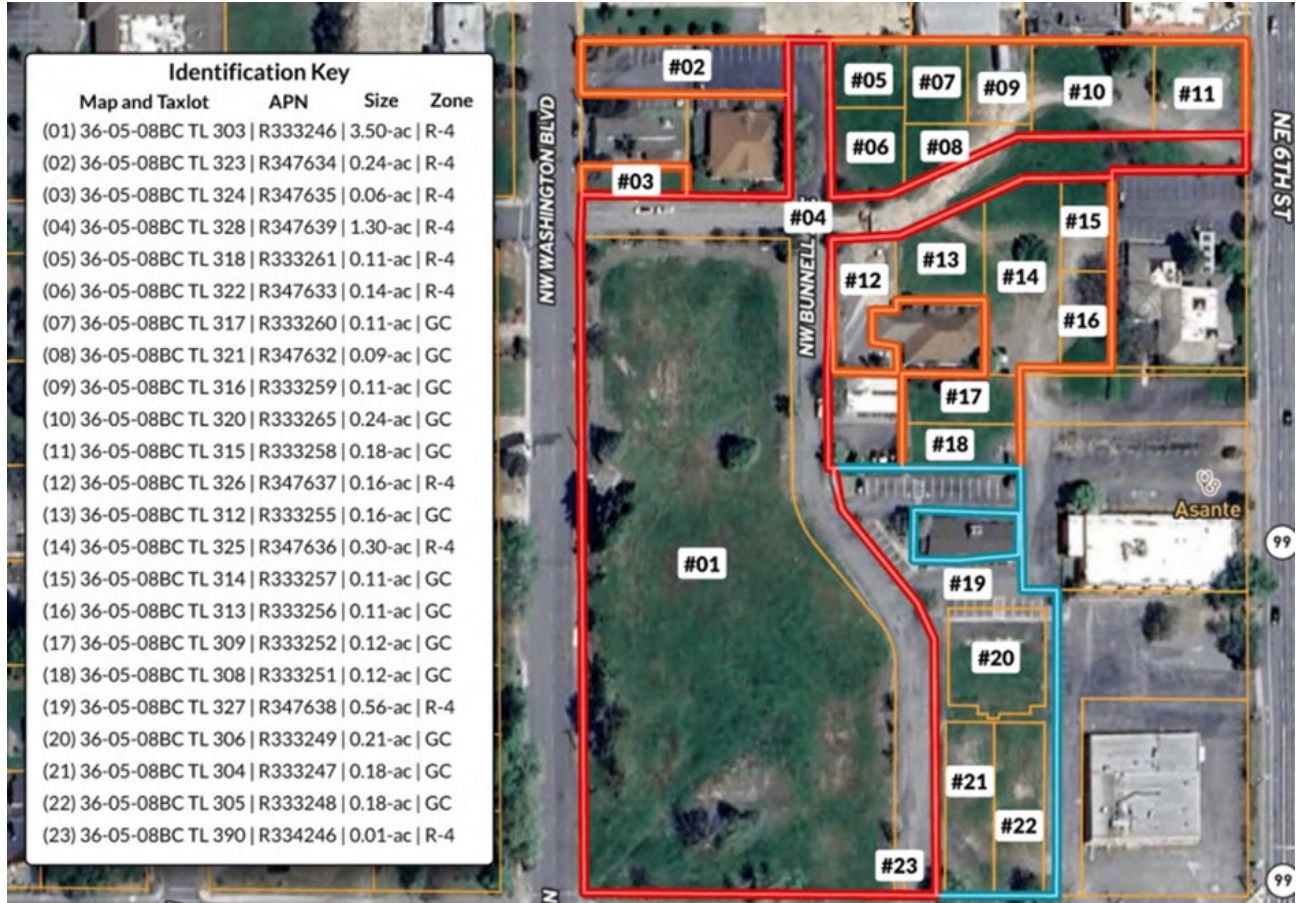 Identification Key
Map and Taxlot APN Size Zone
(01) 36-05-08BC TL 303 | R333246 | 3.50-ac | R-4
(02) 36-05-08BC TL 323 | R347634 | 0.24-ac | R-4
(03) 36-05-08BC TL 324 | R347635 | 0.06-ac | R-4
(04) 36-05-08BC TL 328 | R347639 | 1.30-ac | R-4
(05) 36-05-08BC TL 318 | R333261 | 0.11-ac | R-4
(06) 36-05-08BC TL 322 | R347633 | 0.14-ac | R-4
(07) 36-05-08BC TL 317 | R333260 | 0.11-ac | GC
(08) 36-05-08BC TL 321 | R347632 | 0.09-ac | GC
(09) 36-05-08BC TL 316 | R333259 | 0.11-ac | GC
(10) 36-05-08BC TL 320 | R333265 | 0.24-ac | GC
(11) 36-05-08BC TL 315 | R333258 | 0.18-ac | GC
(12) 36-05-08BC TL 326 | R347637 | 0.16-ac | R-4
(13) 36-05-08BC TL 312 | R333255 | 0.16-ac | GC
(14) 36-05-08BC TL 325 | R347636 | 0.30-ac | R-4
(15) 36-05-08BC TL 314 | R333257 | 0.11-ac | GC
(16) 36-05-08BC TL 313 | R333256 | 0.11-ac | GC
(17) 36-05-08BC TL 309 | R333252 | 0.12-ac | GC
(18) 36-05-08BC TL 308 | R333251 | 0.12-ac | GC
(19) 36-05-08BC TL 327 | R347638 | 0.56-ac | R-4
(20) 36-05-08BC TL 306 | R333249 | 0.21-ac | GC
(21) 36-05-08BC TL 304 | R333247 | 0.18-ac | GC
(22) 36-05-08BC TL 305 | R333248 | 0.18-ac | GC
(23) 36-05-08BC TL 390 | R334246 | 0.01-ac | R-4
NW WASHINGTON BLVD
#02
#05
#07
#09
#10
#11
#06
#08
#03
#04
NE 6TH ST
#15
#13
#12
#14
NW BUNNELL
#16
#17
#18
Asante
99
#01
#19
#20
#21
#22
#23
99
N